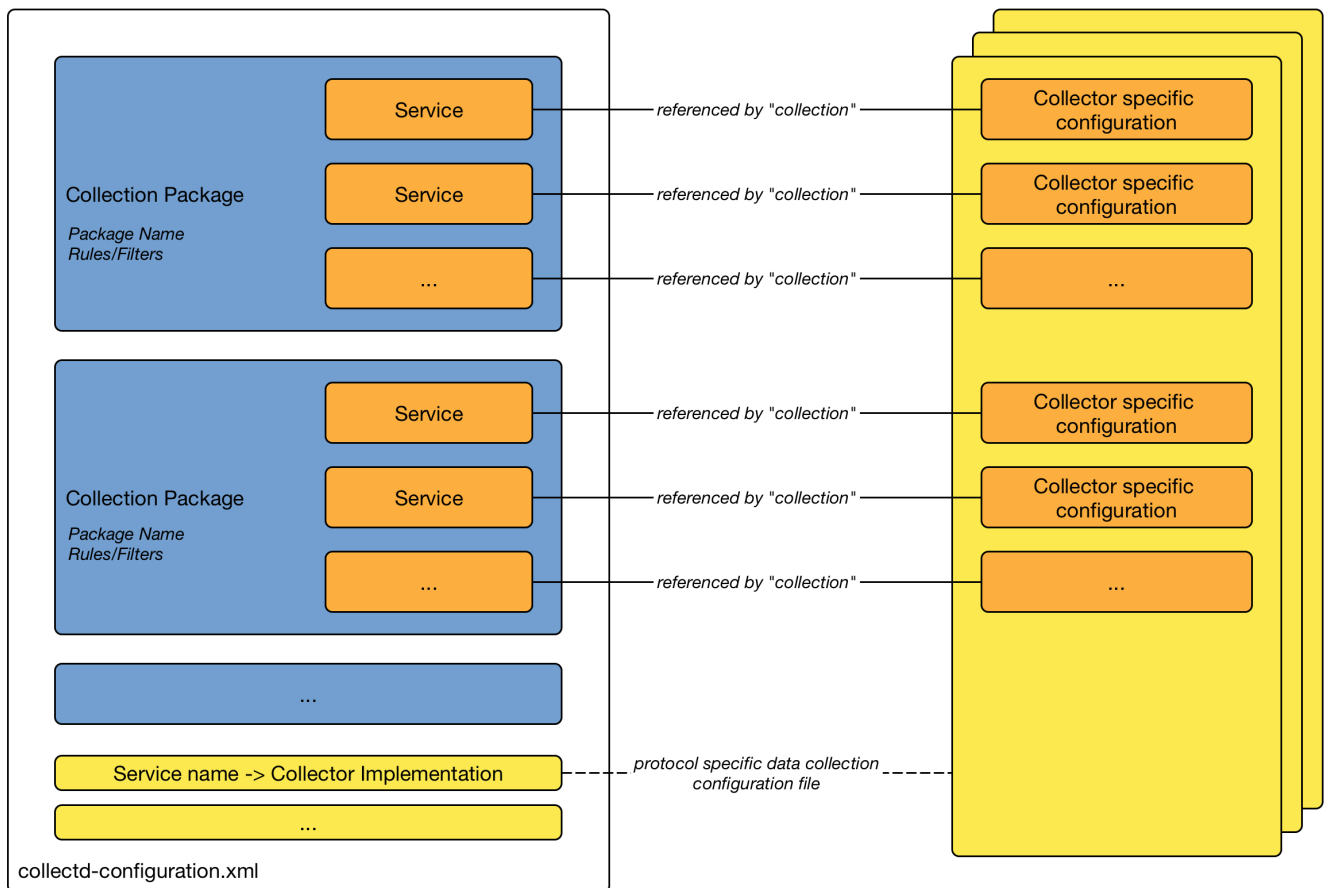 Service
referenced by "collection"
Collector specific
configuration
Collection Package
Package Name
Rules/Filters
Service
referenced by "collection"
Collector specific
configuration
...
referenced by "collection"
...
Service
referenced by "collection"
Collector specific
configuration
Collection Package
Package Name
Rules/Filters
Service
referenced by "collection"
Collector specific
configuration
...
referenced by "collection"
...
...
Service name -> Collector Implementation
protocol specific data collection
configuration file
...
collectd-configuration.xml